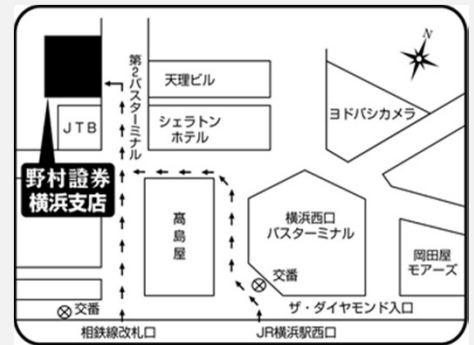 N
第2バスターミナル
天理ビル
JTB
シェラトン
ホテル
ヨドバシカメラ
野村證券
横浜支店
髙島屋
横浜西口
バスターミナル
岡田屋
モアーズ
交番
交番
ザ・ダイヤモンド入口
相鉄線改札口
JR横浜駅西口